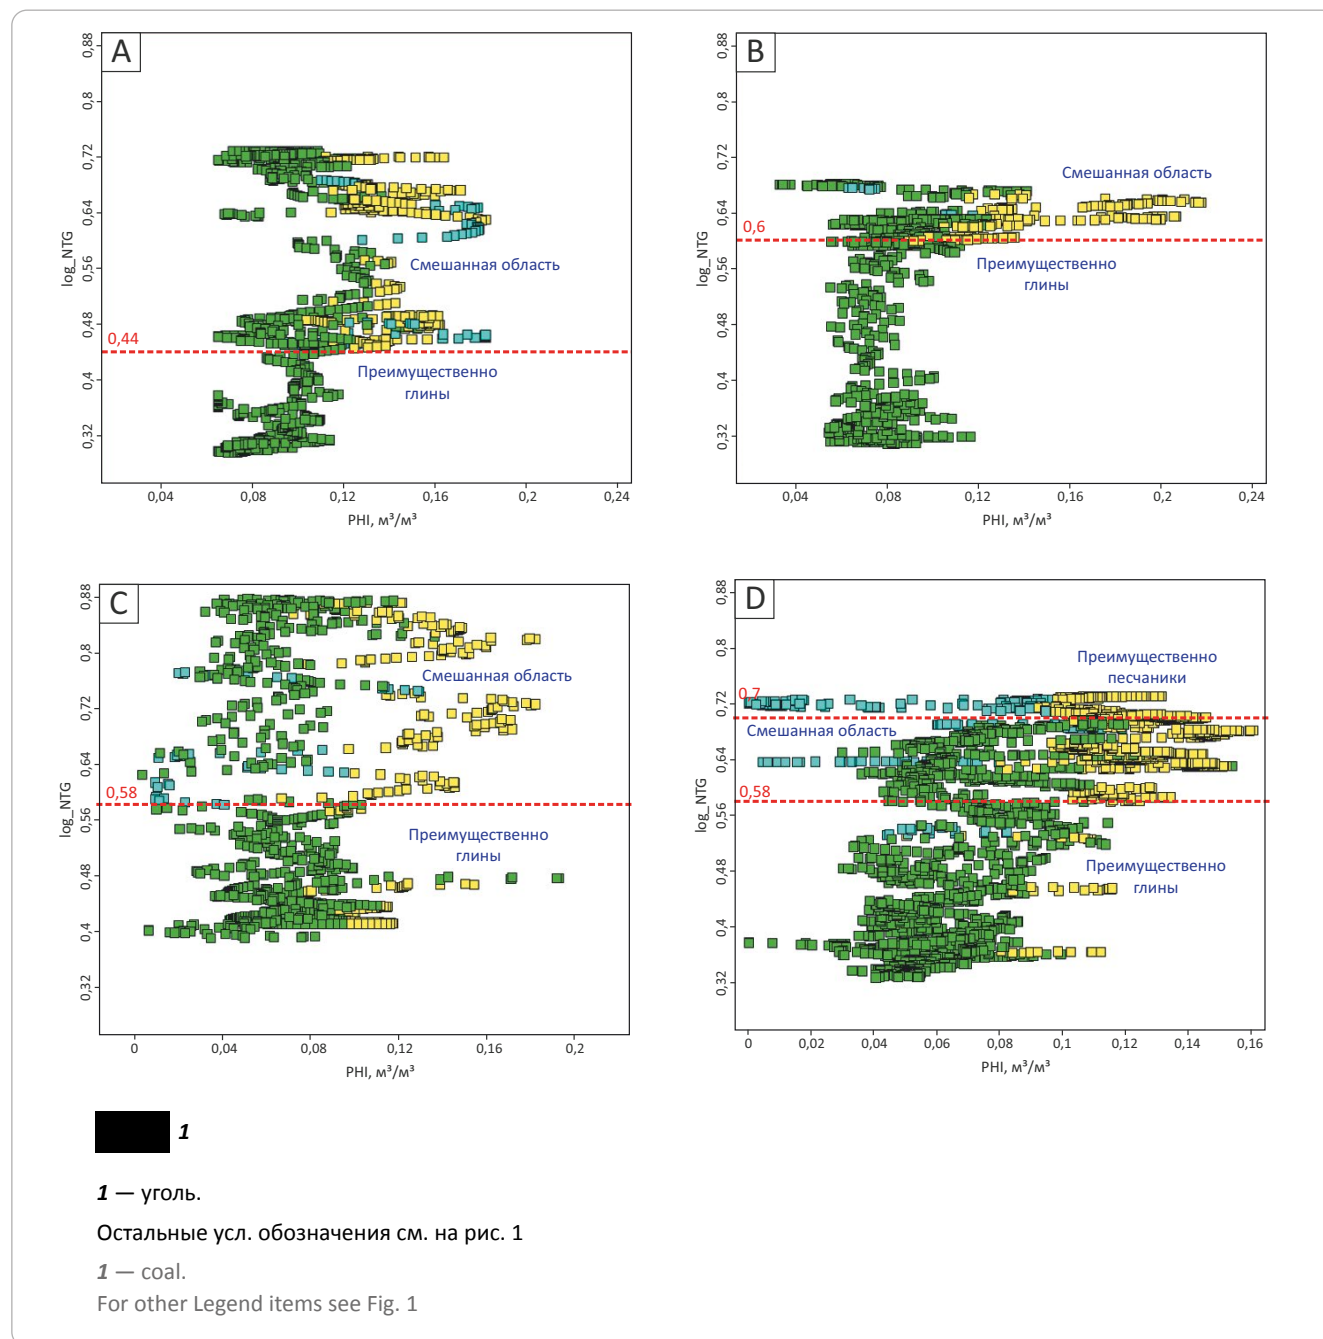 A
0,88
0,8
0,72
0,64
0,56
0,48
0,4
0,32
log_NTG
Смешанная область
0,44
Преимущественно
глины
0,04
0,08
0,12
0,16
0,2
0,24
PHI, м³/м³
B
0,88
0,8
0,72
0,64
0,56
0,48
0,4
0,32
log_NTG
Смешанная область
0,6
Преимущественно
глины
0,04
0,08
0,12
0,16
0,2
0,24
PHI, м³/м³
C
0,88
0,8
0,72
0,64
0,56
0,48
0,4
0,32
log_NTG
Смешанная область
0,58
Преимущественно
глины
0
0,04
0,08
0,12
0,16
0,2
PHI, м³/м³
D
0,88
0,8
0,72
0,64
0,56
0,48
0,4
0,32
log_NTG
Преимущественно
песчаники
0,7
Смешанная область
0,58
Преимущественно
глины
0
0,02
0,04
0,06
0,08
0,1
0,12
0,14
0,16
PHI, м³/м³
1
1 — уголь.
Остальные усл. обозначения см. на рис. 1
1 — coal.
For other Legend items see Fig. 1